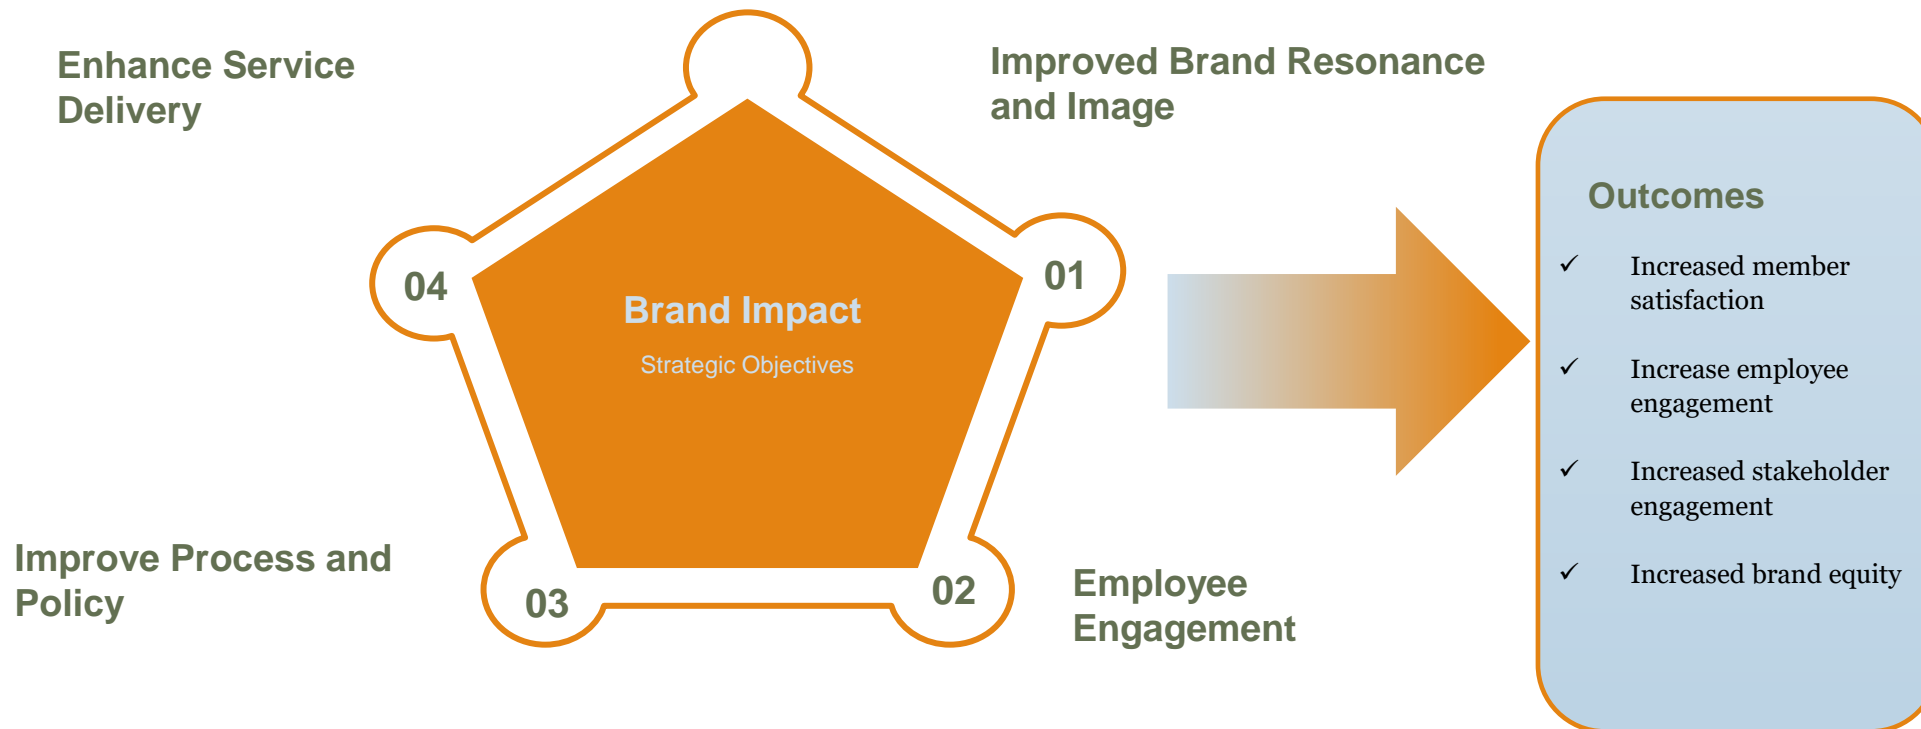 Enhance Service
Delivery
Improved Brand Resonance
and Image
04
01
Brand Impact
Strategic Objectives
Improve Process and
Policy
03
02
Employee
Engagement
Outcomes
✓ Increased member
satisfaction
✓ Increase employee
engagement
✓ Increased stakeholder
engagement
✓ Increased brand equity